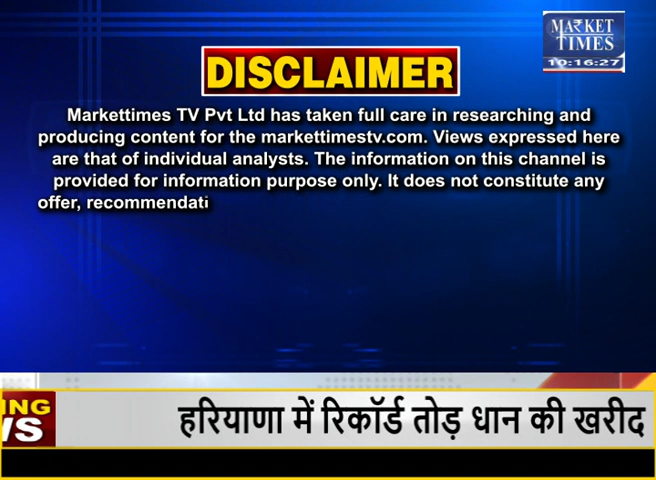 MARKET
TIMES
10:16:27
DISCLAIMER
Markettimes TV Pvt Ltd has taken full care in researching and
producing content for the markettimestv.com. Views expressed here
are that of individual analysts. The information on this channel is
provided for information purpose only. It does not constitute any
offer, recommendati
ING
WS
हरियाणा में रिकॉर्ड तोड़ धान की खरीद